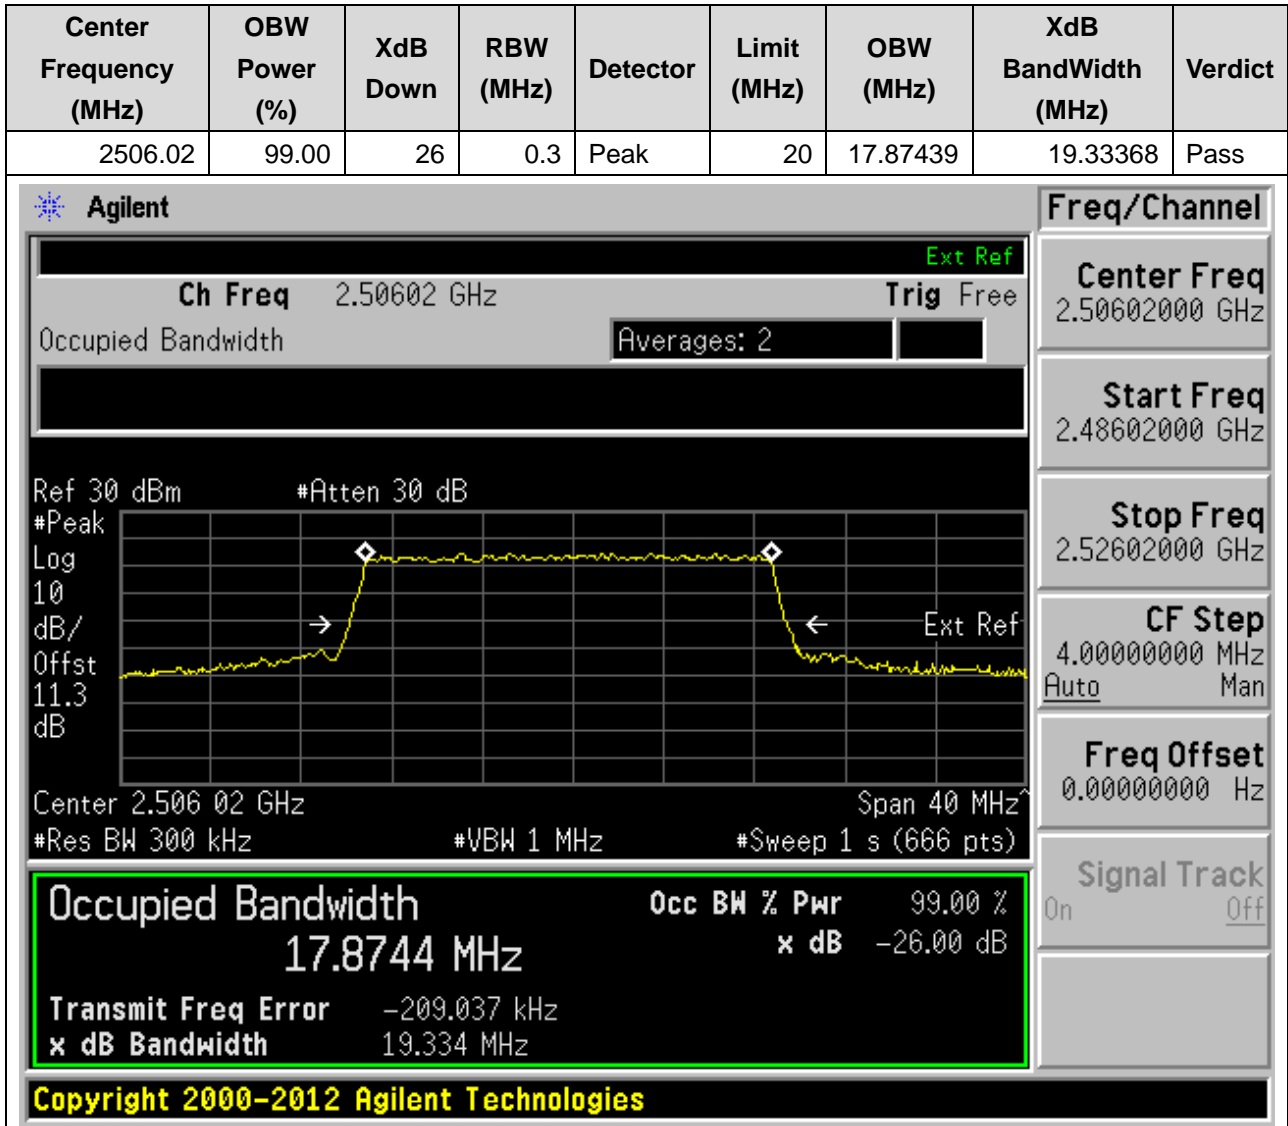 Center Frequency (MHz) OBW Power (%) XdB Down RBW (MHz) Detector Limit (MHz) OBW (MHz) XdB BandWidth (MHz) Verdict
2506.02 99.00 26 0.3 Peak 20 17.87439 19.33368 Pass
Agilent
Freq/Channel
Ext Ref
Ch Freq 2.50602 GHz Trig Free
Occupied Bandwidth Averages: 2
Center Freq
2.50602000 GHz
Start Freq
2.48602000 GHz
Stop Freq
2.52602000 GHz
CF Step
4.00000000 MHz
Auto Man
Freq Offset
0.00000000 Hz
Signal Track
On Off
Ref 30 dBm #Atten 30 dB
#Peak
Log
10
dB/
Offst
11.3
dB
Ext Ref
Center 2.506 02 GHz Span 40 MHz^
#Res BW 300 kHz #VBW 1 MHz #Sweep 1 s (666 pts)
Occupied Bandwidth Occ BW % Pwr 99.00 %
17.8744 MHz x dB -26.00 dB
Transmit Freq Error -209.037 kHz
x dB Bandwidth 19.334 MHz
Copyright 2000-2012 Agilent Technologies